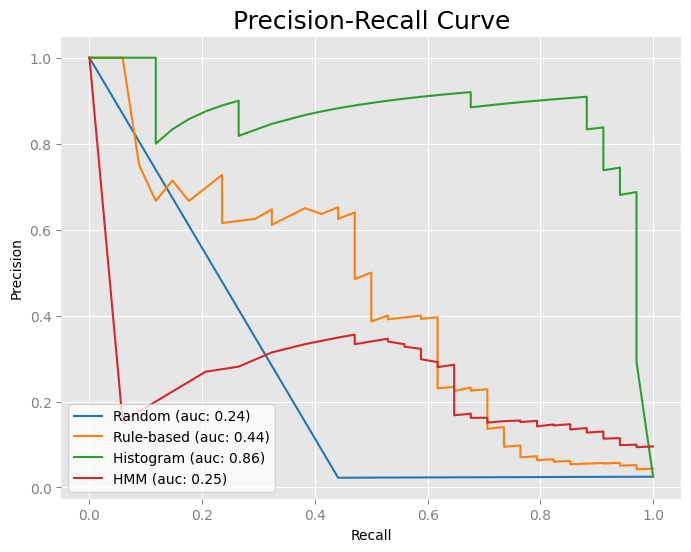 Precision-Recall Curve
1.0
0.8
0.6
0.4
0.2
0.0
Precision
Random (auc: 0.24)
Rule-based (auc: 0.44)
Histogram (auc: 0.86)
HMM (auc: 0.25)
0.0 0.2 0.4 0.6 0.8 1.0
Recall